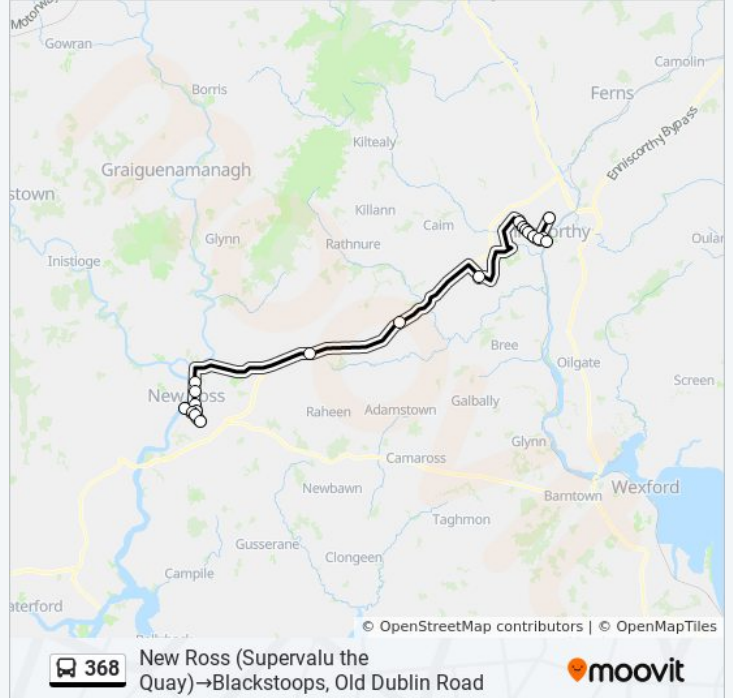 Motorway
Gowran
Borris
Camolin
Ferns
Enniscorthy Bypass
Kiltealy
Graiguenamanagh
stown
Killann
Caim
orthy
Glynn
Rathnure
Oular
Inistioge
Bree
Oilgate
New Ross
Screen
Raheen
Adamstown
Galbally
Glynn
Camaross
Newbawn
Barntown
Wexford
Taghmon
Gusserane
Clongeen
Campile
aterford
© OpenStreetMap contributors | © OpenMapTiles
368
New Ross (Supervalu the
Quay)→Blackstoops, Old Dublin Road
moovit